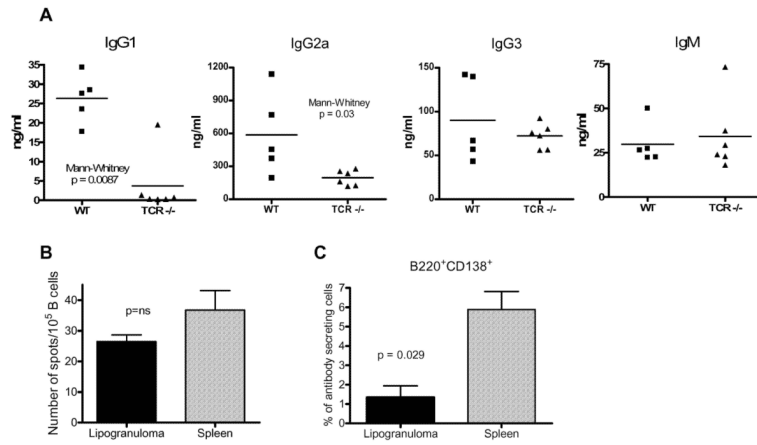 A
IgG1
IgG2a
IgG3
IgM
ng/ml
35
30
25
20
15
10
5
0
Mann-Whitney
p = 0.0087
WT
TCR -/-
ng/ml
1200
900
600
300
0
Mann-Whitney
p = 0.03
WT
TCR -/-
ng/ml
150
100
50
0
WT
TCR -/-
ng/ml
75
50
25
0
WT
TCR -/-
B
Number of spots/10⁵ B cells
40
30
20
10
0
p=ns
Lipogranuloma
Spleen
C
B220⁺CD138⁺
% of antibody secreting cells
7
6
5
4
3
2
1
0
p = 0.029
Lipogranuloma
Spleen